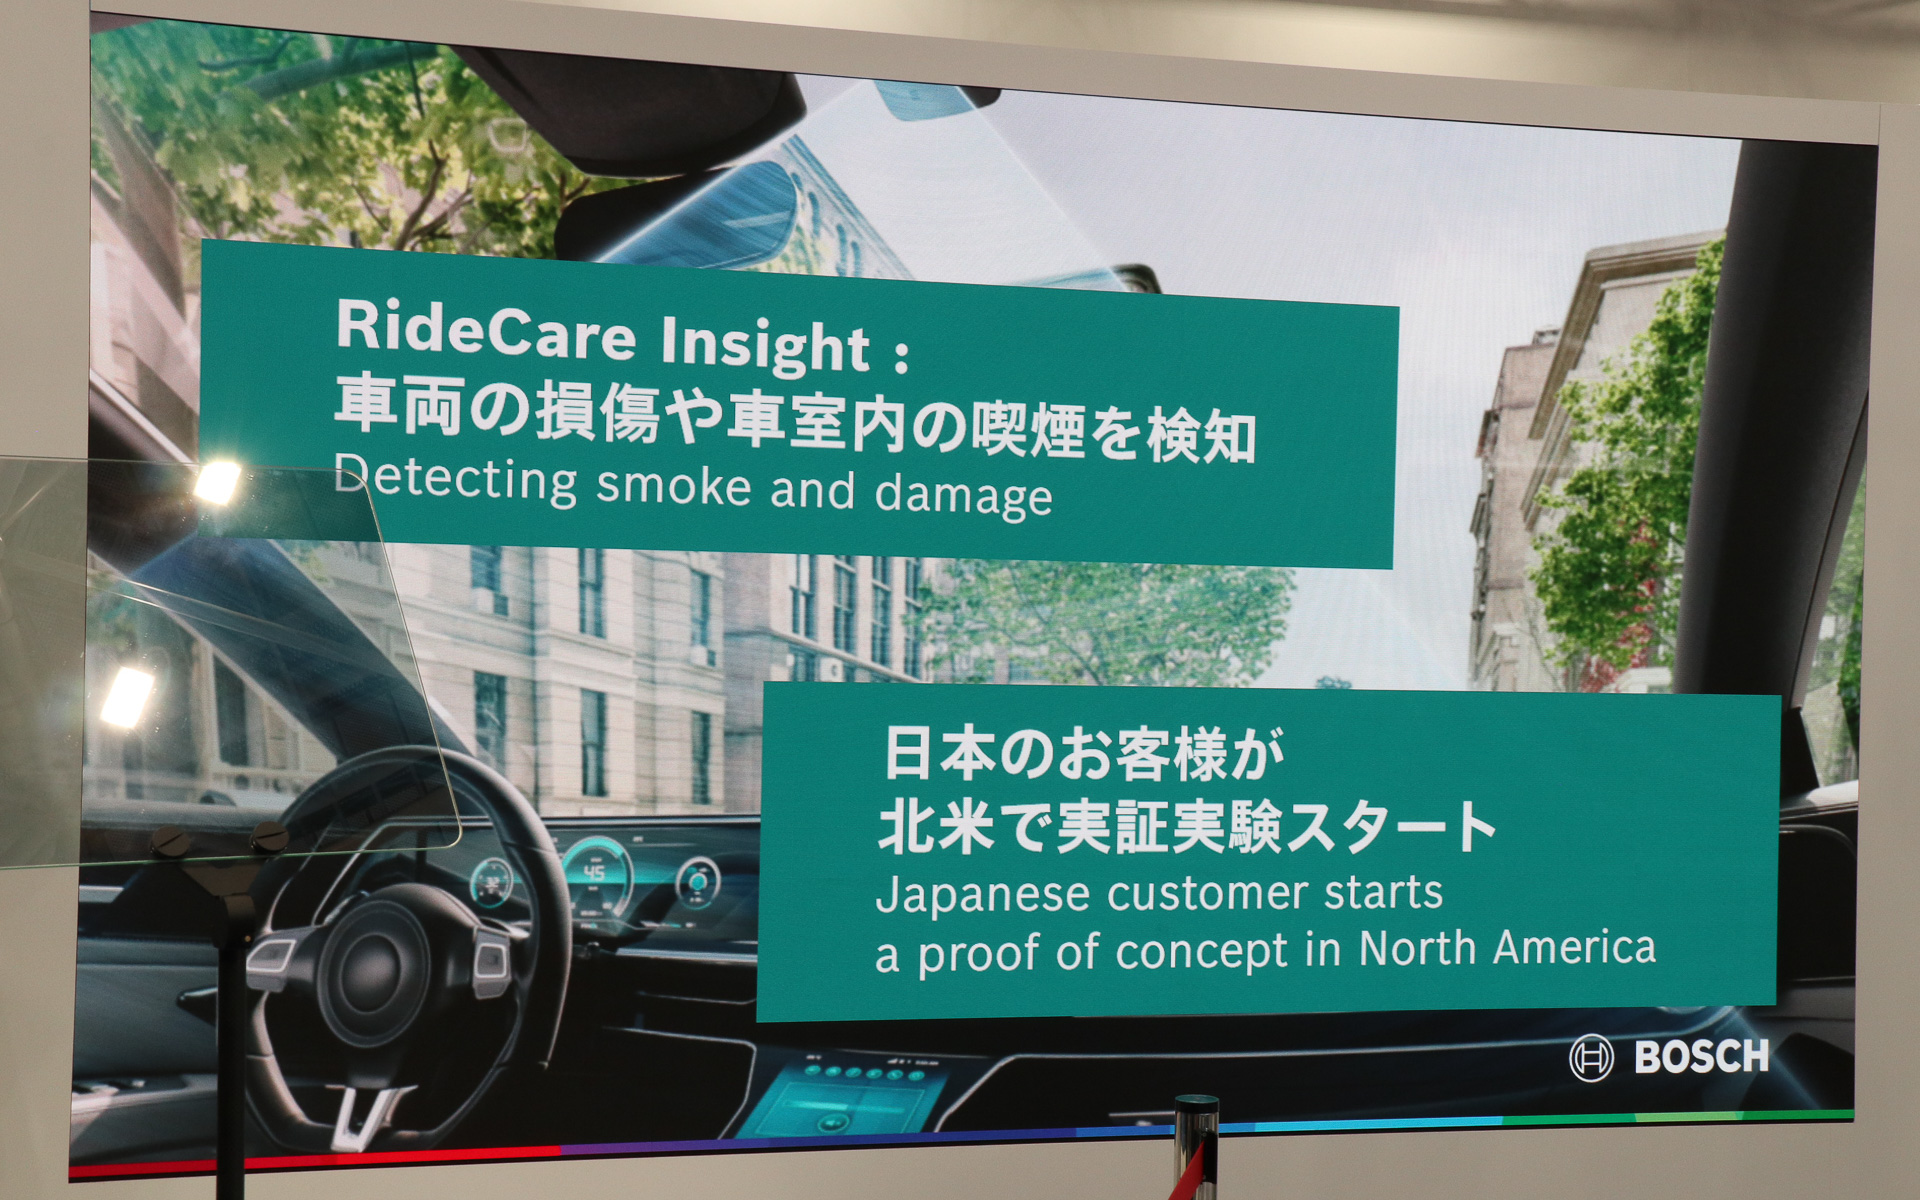 RideCare Insight :
車両の損傷や車室内の喫煙を検知
Detecting smoke and damage
日本のお客様が
北米で実証実験スタート
Japanese customer starts
a proof of concept in North America
45
32
BOSCH